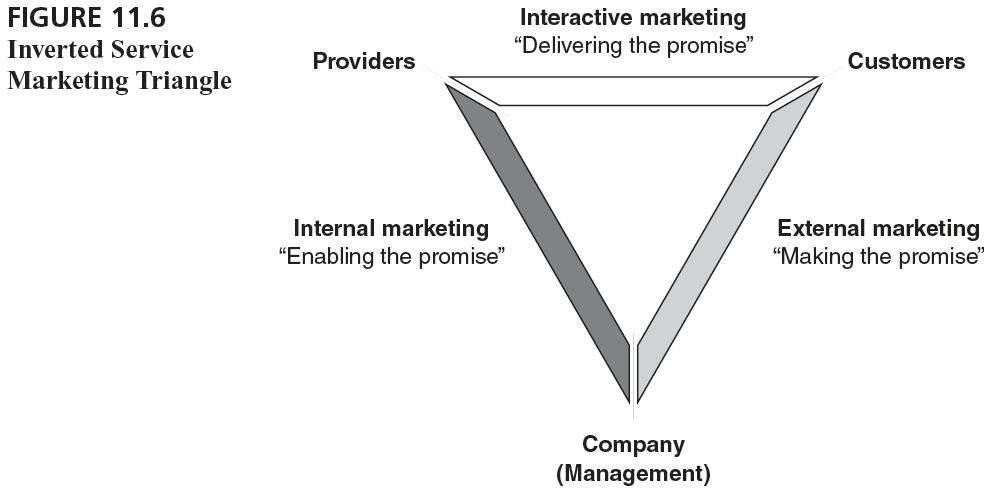 FIGURE 11.6
Inverted Service
Marketing Triangle
Interactive marketing
“Delivering the promise”
Providers
Customers
Internal marketing
“Enabling the promise”
External marketing
“Making the promise”
Company
(Management)